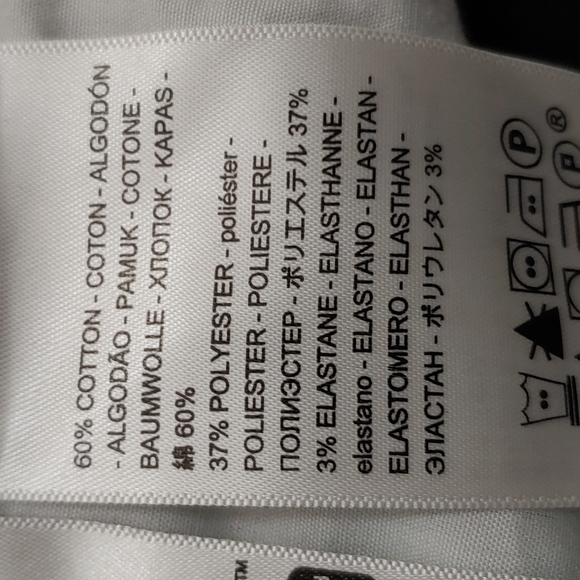 60% COTTON - COTON - ALGODÓN
- ALGODÃO - PAMUK - COTONE -
BAUMWOLLE - ХЛОПОК - KAPAS -
綿 60%
37% POLYESTER - poliéster -
POLIESTER - POLIESTERE -
ПОЛИЭСТЕР - ポリエステル 37%
3% ELASTANE - ELASTHANNE -
elastano - ELASTANO - ELASTAN -
ELASTOMERO - ELASTHAN -
ЭЛАСТАН - ポリウレタン 3%
P
P
®
TM